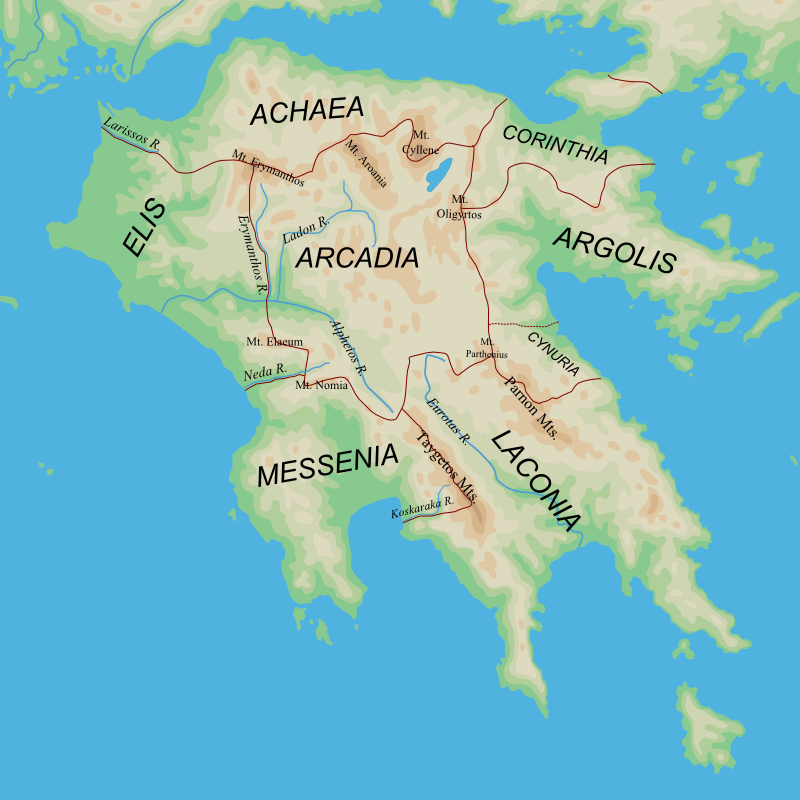 ACHAEA
Larissos R.
CORINTHIA
Mt.
Cyllene
Mt. Erymanthos
Mt. Aroania
Mt.
Oligyrtos
ELIS
Erymanthos R.
Ladon R.
ARCADIA
ARGOLIS
Mt. Elaeum
Alpheios R.
Mt.
Parthenius
CYNURIA
Neda R.
Mt. Nomia
Parnon Mts.
Eurotas R.
MESSENIA
Taygetos Mts.
LACONIA
Koskaraka R.